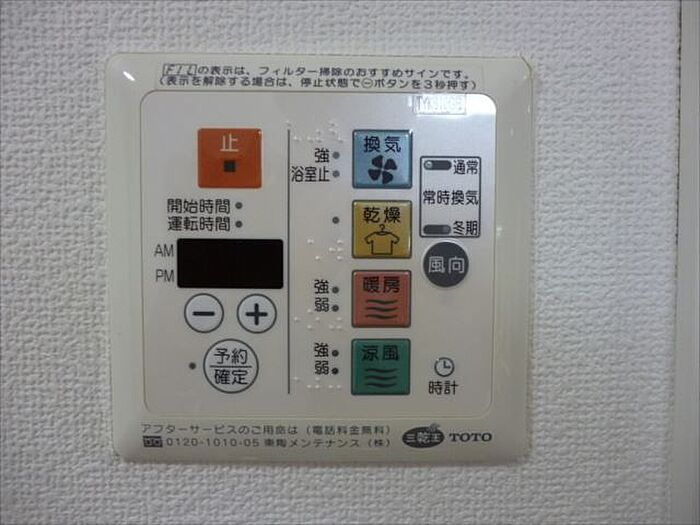 FILの表示は、フィルター掃除のおすすめサインです。
（表示を解除する場合は、停止状態で⊖ボタンを3秒押す）
止
開始時間
運転時間
AM
PM
−
+
予約
確定
強
浴室止
換気
乾燥
強
弱
暖房
強
弱
涼風
通常
常時換気
冬期
風向
時計
アフターサービスのご用命は（電話料金無料）
0120-1010-05 東陶メンテナンス（株）
三乾王 TOTO